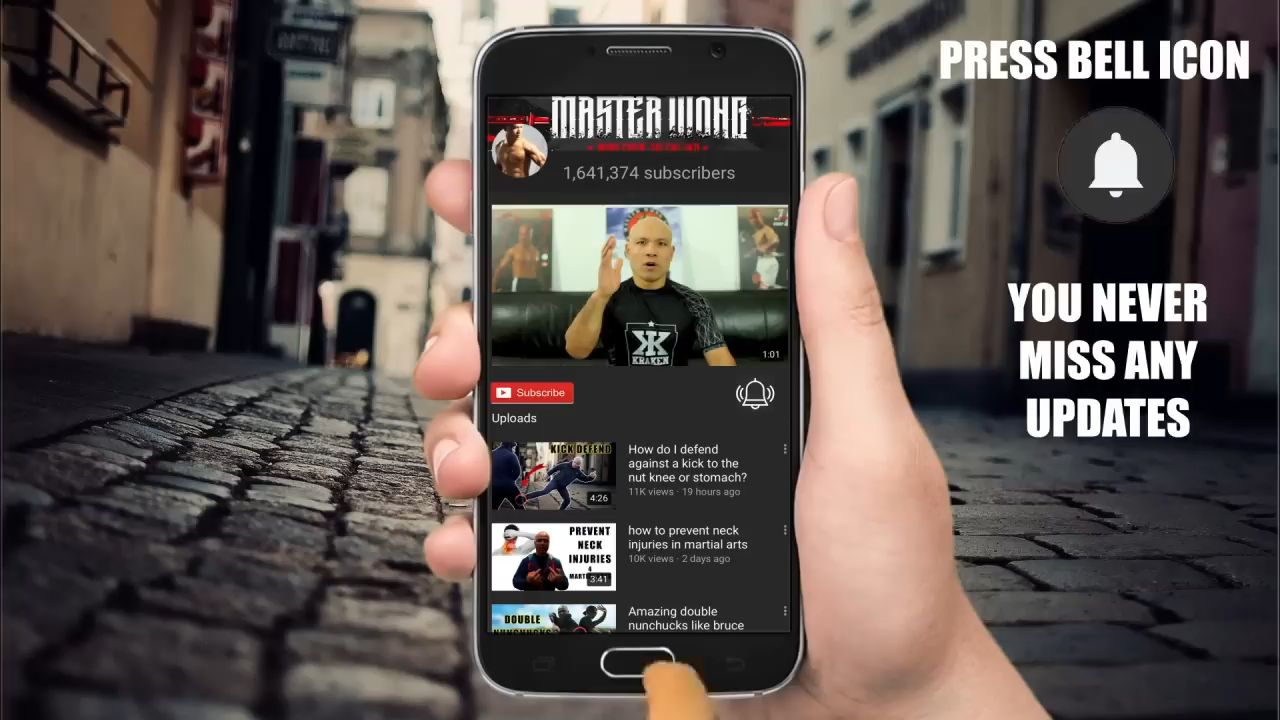 PRESS BELL ICON
YOU NEVER
MISS ANY
UPDATES
MASTER WONG
1,641,374 subscribers
KRAKEN
1:01
Subscribe
Uploads
KICK DEFEND
4:26
How do I defend
against a kick to the
nut knee or stomach?
11K views · 19 hours ago
PREVENT
NECK
INJURIES
4
3:41
how to prevent neck
injuries in martial arts
10K views · 2 days ago
DOUBLE
Amazing double
nunchucks like bruce